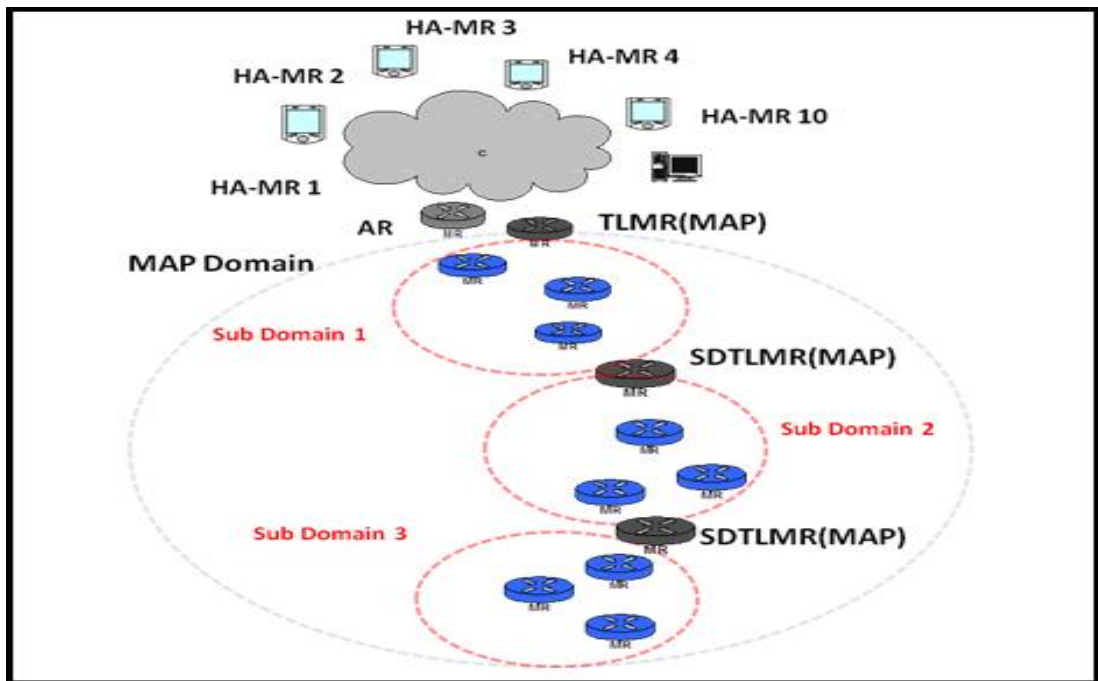 HA-MR 3
HA-MR 2
HA-MR 4
HA-MR 10
C
HA-MR 1
AR
MR
TLMR(MAP)
MR
MAP Domain
MR
MR
Sub Domain 1
MR
SDTLMR(MAP)
MR
Sub Domain 2
MR
MR
MR
Sub Domain 3
SDTLMR(MAP)
MR
MR
MR
MR